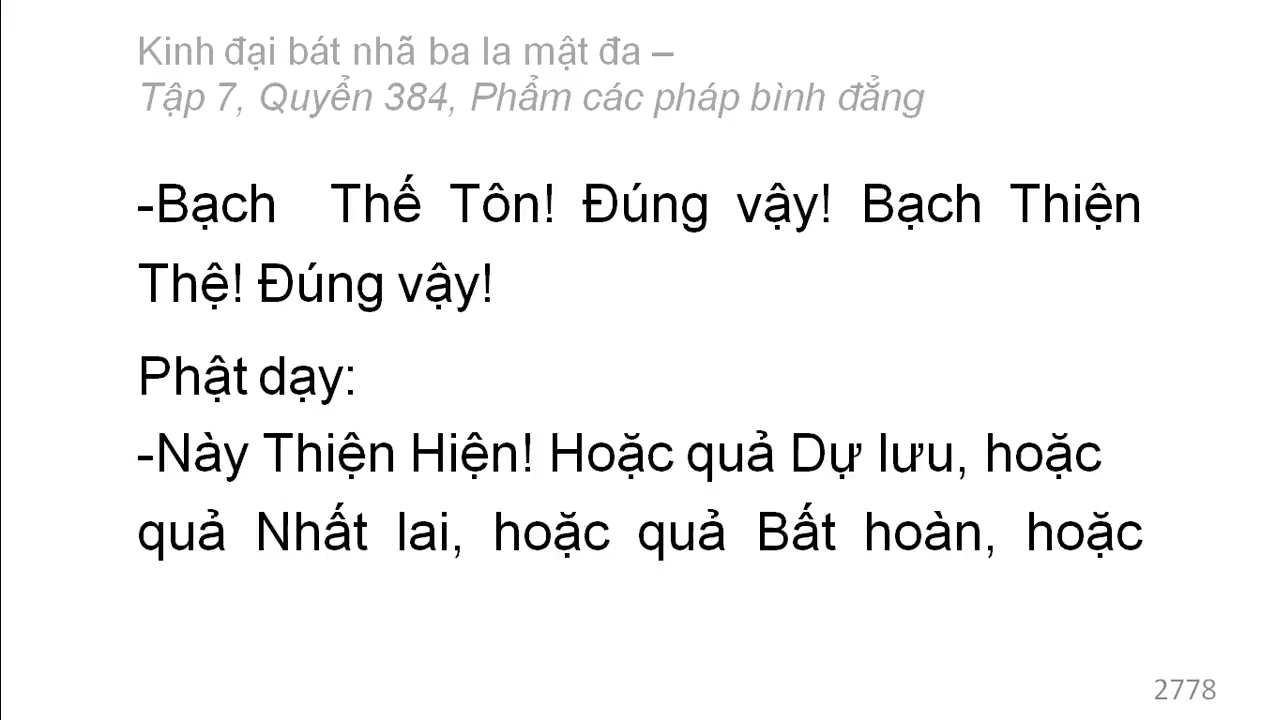 Kinh đại bát nhã ba la mật đa –
Tập 7, Quyển 384, Phẩm các pháp bình đẳng
-Bạch Thế Tôn! Đúng vậy! Bạch Thiện
Thệ! Đúng vậy!
Phật dạy:
-Này Thiện Hiện! Hoặc quả Dự lưu, hoặc
quả Nhất lai, hoặc quả Bất hoàn, hoặc
2778